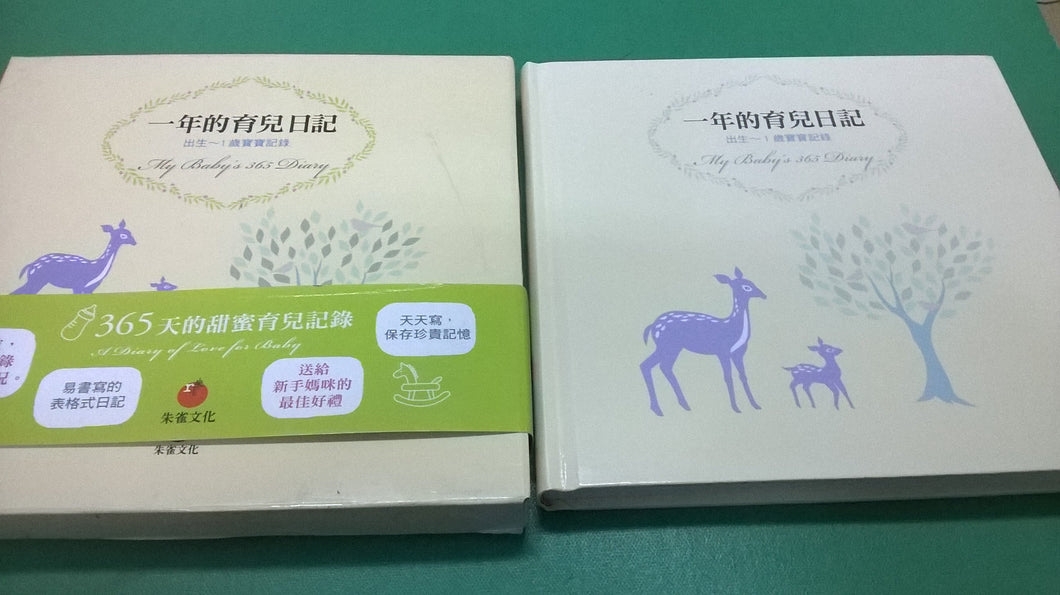 一年的育兒日記
出生~1歲寶寶記錄
My Baby's 365 Diary
365天的甜蜜育兒記錄
A Diary of Love for Baby
天天寫，
保存珍貴記憶
錄
況。
易書寫的
表格式日記
r
朱雀文化
送給
新手媽咪的
最佳好禮
朱雀文化
一年的育兒日記
出生~1歲寶寶記錄
My Baby's 365 Diary